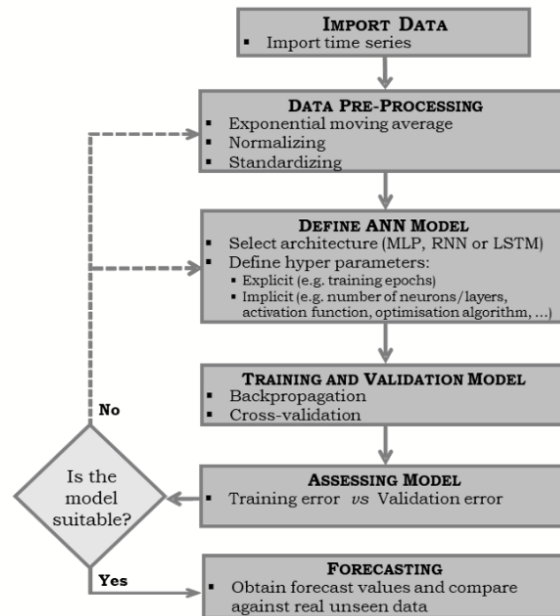 IMPORT DATA
▪ Import time series
DATA PRE-PROCESSING
▪ Exponential moving average
▪ Normalizing
▪ Standardizing
DEFINE ANN MODEL
▪ Select architecture (MLP, RNN or LSTM)
▪ Define hyper parameters:
▪ Explicit (e.g. training epochs)
▪ Implicit (e.g. number of neurons/layers,
activation function, optimisation algorithm, ...)
TRAINING AND VALIDATION MODEL
▪ Backpropagation
▪ Cross-validation
No
Is the
model
suitable?
ASSESSING MODEL
▪ Training error vs Validation error
Yes
FORECASTING
▪ Obtain forecast values and compare
against real unseen data